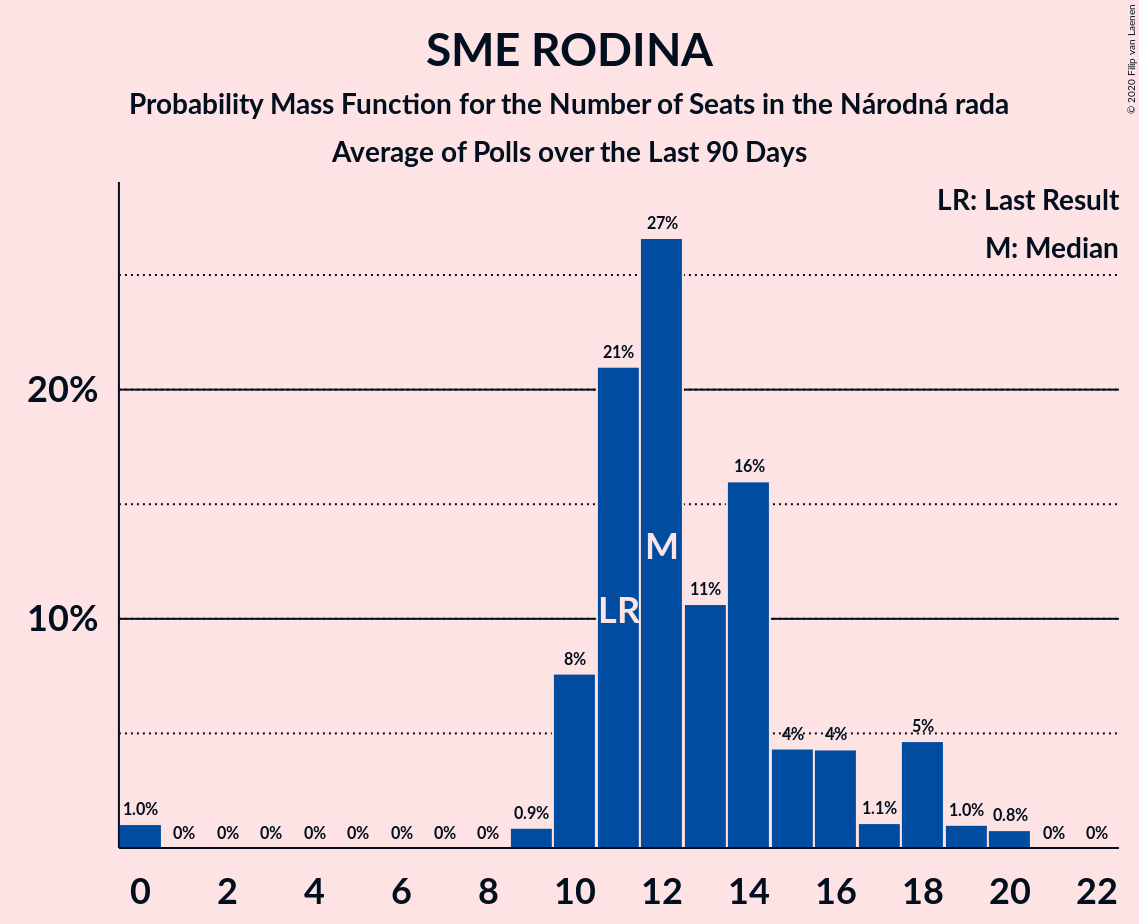 SME RODINA
Probability Mass Function for the Number of Seats in the Národná rada
Average of Polls over the Last 90 Days
© 2020 Filip van Laenen
LR: Last Result
M: Median
20%
10%
1.0%
0%
0%
0%
0%
0%
0%
0%
0%
0.9%
8%
21%
27%
11%
16%
4%
4%
1.1%
5%
1.0%
0.8%
0%
0%
LR
M
0 2 4 6 8 10 12 14 16 18 20 22